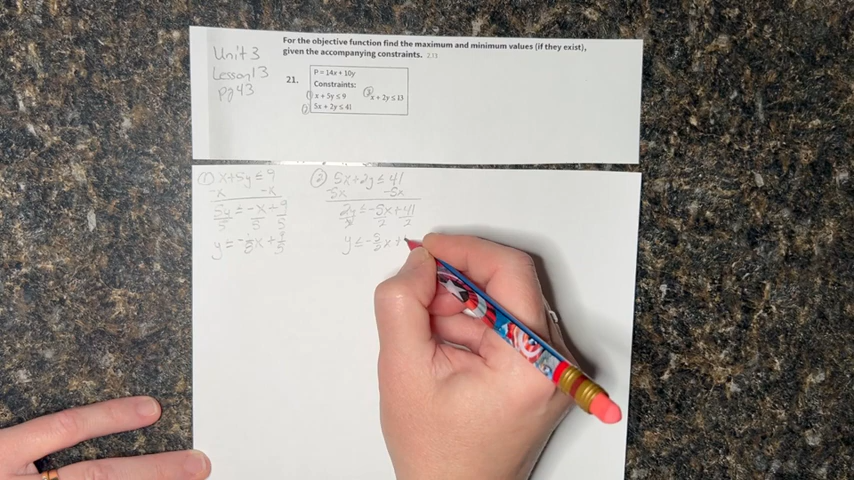 Unit 3
Lesson 13
pg 43
For the objective function find the maximum and minimum values (if they exist),
given the accompanying constraints. 2,13
21.
P = 14x + 10y
Constraints:
① x + 5y ≤ 9
③ x + 2y ≤ 13
② 5x + 2y ≤ 41
① x+5y ≤ 9
-x -x
5y/5 ≤ -x/5 + 9/5
y ≤ -1/5x + 9/5
② 5x+2y ≤ 41
-5x -5x
2y/2 ≤ -5x/2 + 41/2
y ≤ -5/2x +